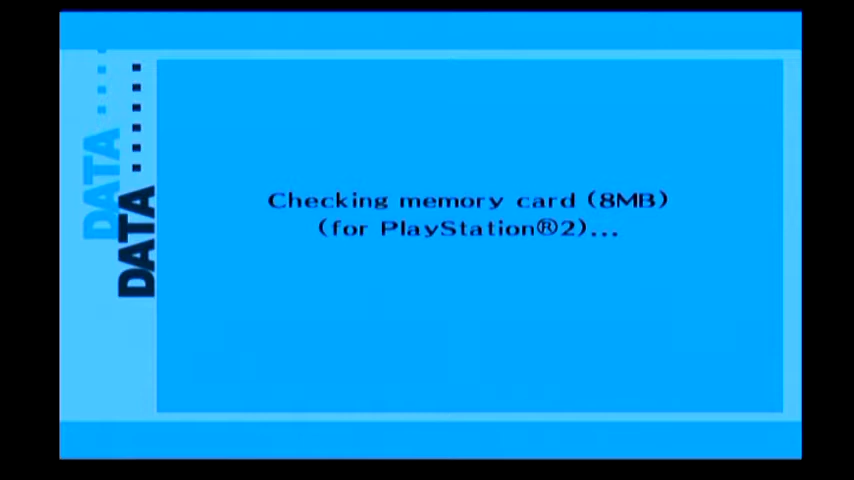 DATA......
DATA....
Checking memory card (8MB)
(for PlayStation®2)...